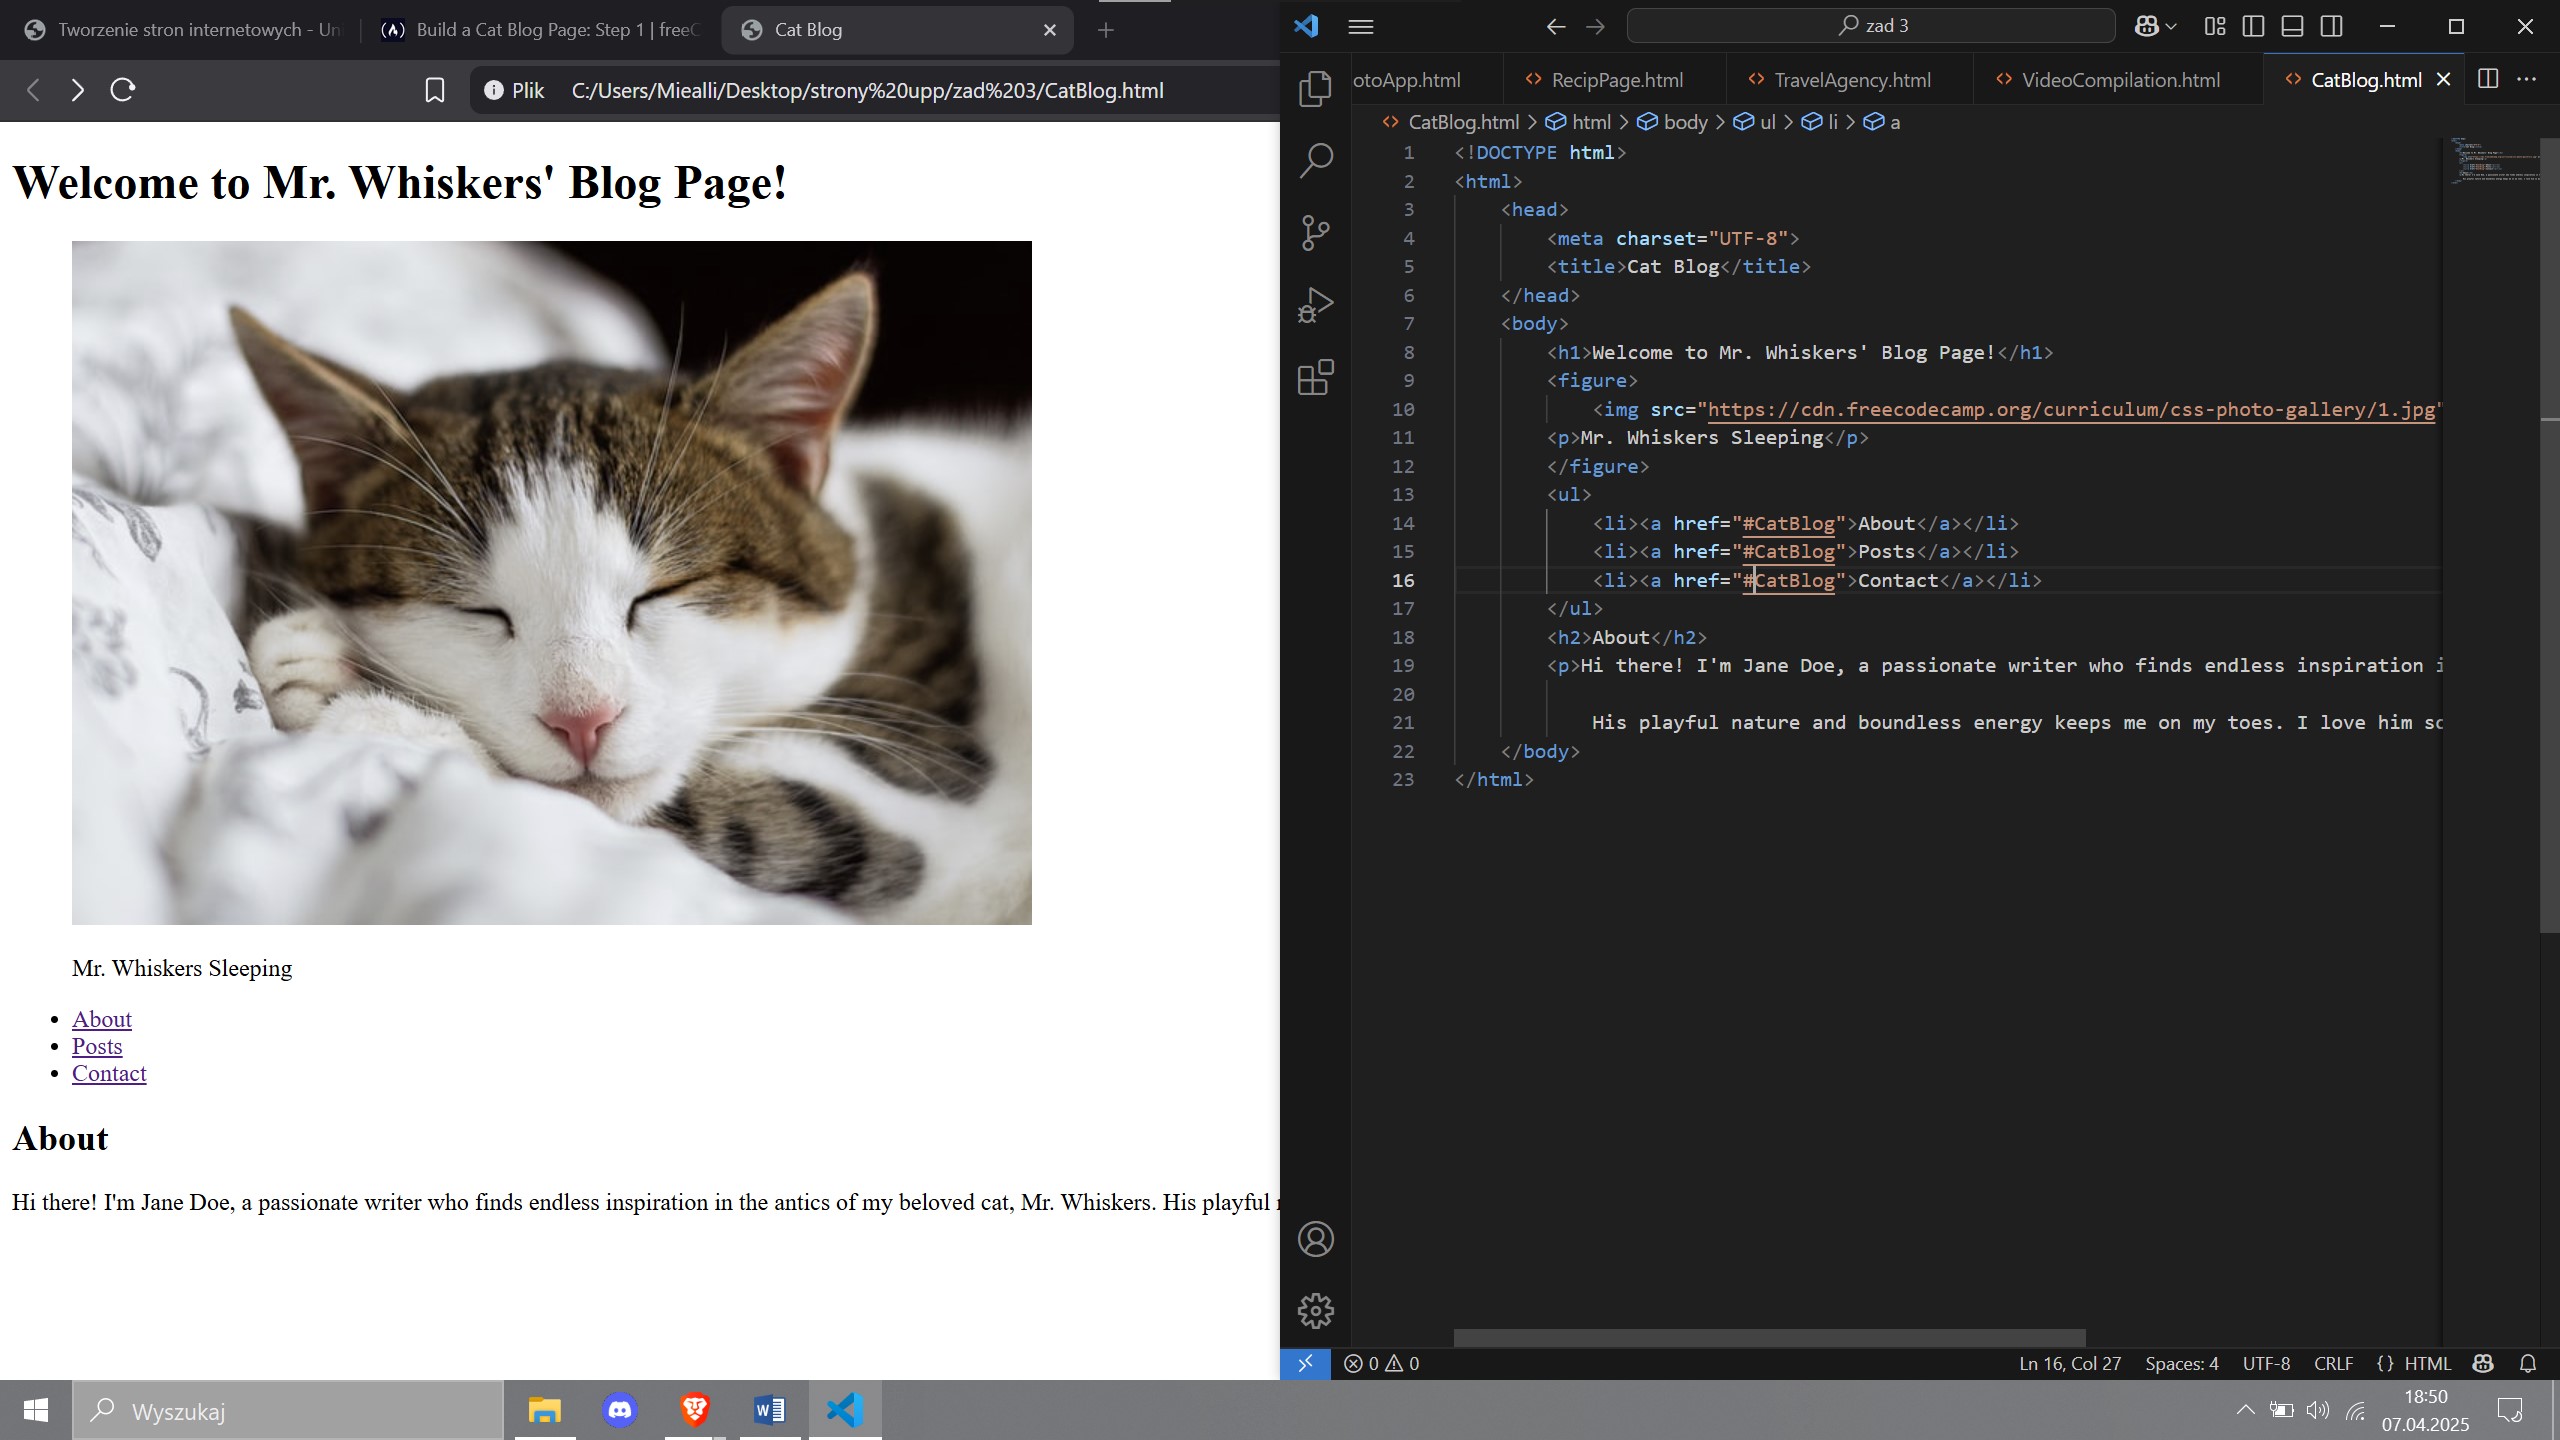 Tworzenie stron internetowych - Uni
Build a Cat Blog Page: Step 1 | freeC
Cat Blog
Plik C:/Users/Miealli/Desktop/strony%20upp/zad%203/CatBlog.html
Welcome to Mr. Whiskers' Blog Page!
Mr. Whiskers Sleeping
• About
• Posts
• Contact
About
Hi there! I'm Jane Doe, a passionate writer who finds endless inspiration in the antics of my beloved cat, Mr. Whiskers. His playful
zad 3
otoApp.html
RecipPage.html
TravelAgency.html
VideoCompilation.html
CatBlog.html
CatBlog.html > html > body > ul > li > a
1 <!DOCTYPE html>
2 <html>
3 <head>
4 <meta charset="UTF-8">
5 <title>Cat Blog</title>
6 </head>
7 <body>
8 <h1>Welcome to Mr. Whiskers' Blog Page!</h1>
9 <figure>
10 <img src="https://cdn.freecodecamp.org/curriculum/css-photo-gallery/1.jpg"
11 <p>Mr. Whiskers Sleeping</p>
12 </figure>
13 <ul>
14 <li><a href="#CatBlog">About</a></li>
15 <li><a href="#CatBlog">Posts</a></li>
16 <li><a href="#CatBlog">Contact</a></li>
17 </ul>
18 <h2>About</h2>
19 <p>Hi there! I'm Jane Doe, a passionate writer who finds endless inspiration i
20
21 His playful nature and boundless energy keeps me on my toes. I love him so
22 </body>
23 </html>
0 0
Ln 16, Col 27
Spaces: 4
UTF-8
CRLF
{} HTML
Wyszukaj
18:50
07.04.2025